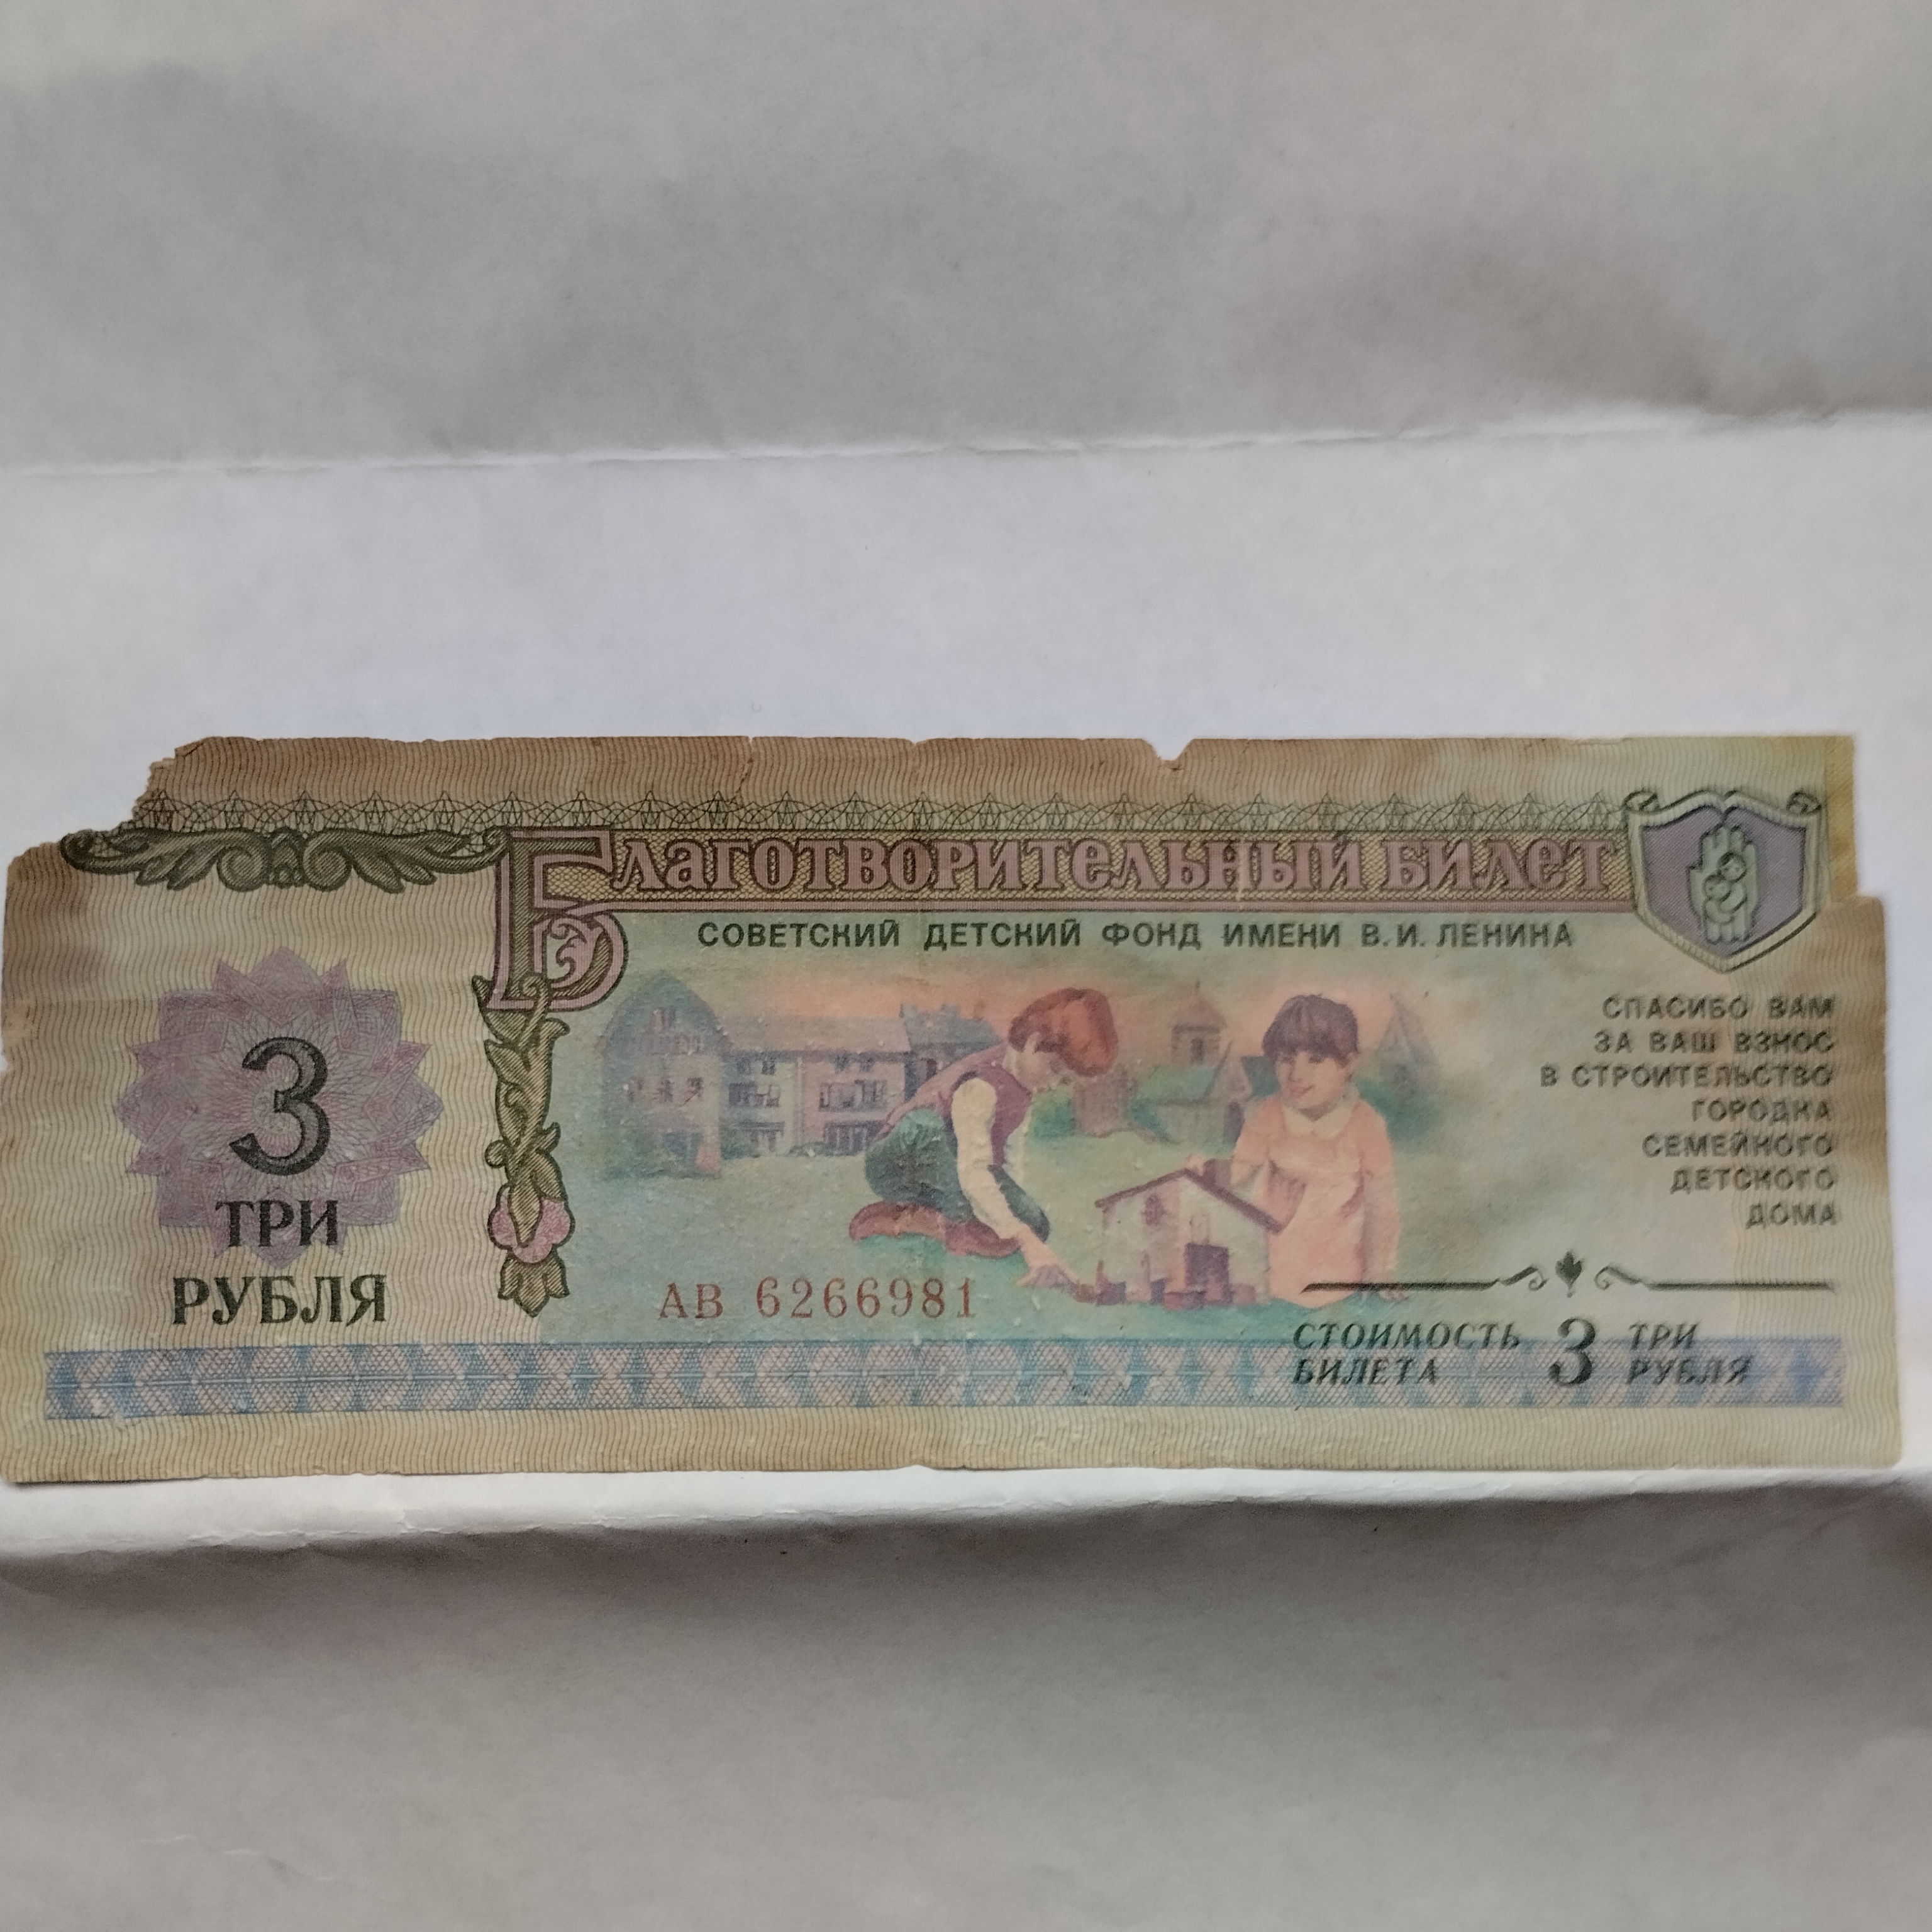 Благотворительный билет
СОВЕТСКИЙ ДЕТСКИЙ ФОНД ИМЕНИ В. И. ЛЕНИНА
3
ТРИ
РУБЛЯ
СПАСИБО ВАМ
ЗА ВАШ ВЗНОС
В СТРОИТЕЛЬСТВО
ГОРОДКА
СЕМЕЙНОГО
ДЕТСКОГО
ДОМА
АВ 6266981
СТОИМОСТЬ 3 ТРИ
БИЛЕТА РУБЛЯ